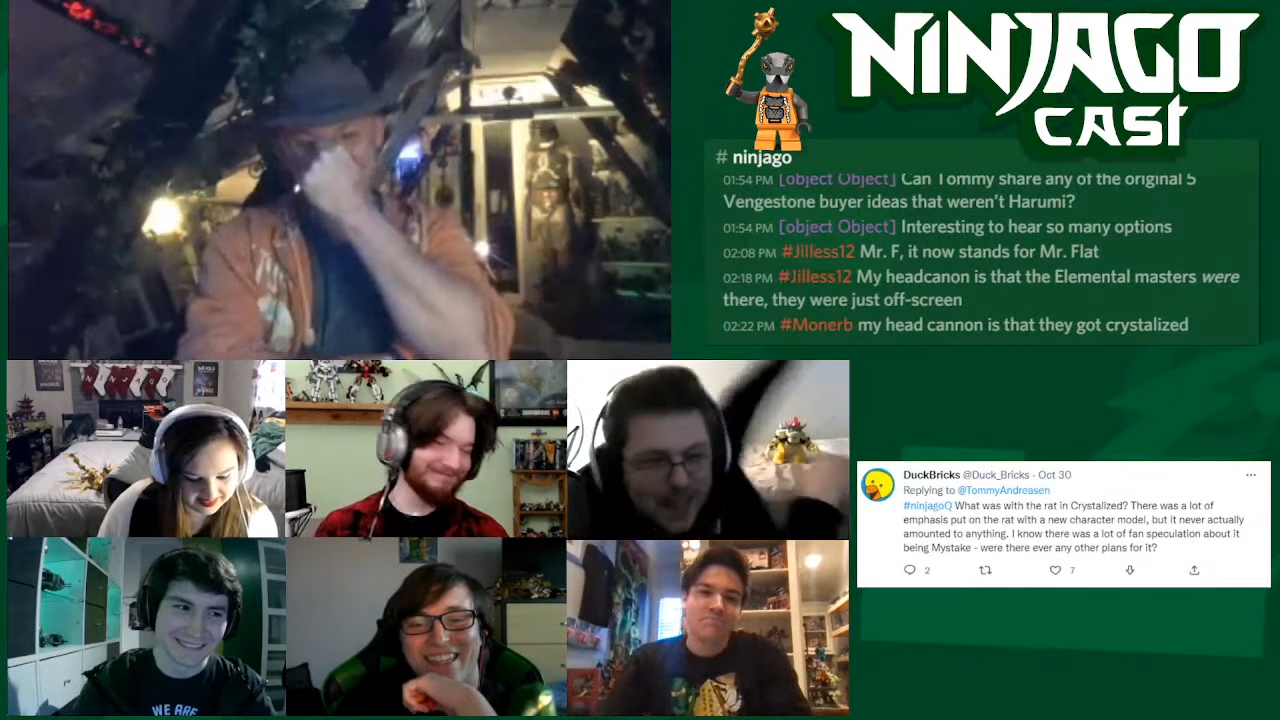 NINJAGO
CAST
# ninjago
01:54 PM [object Object] Can Tommy share any of the original 5
Vengestone buyer ideas that weren't Harumi?
01:54 PM [object Object] Interesting to hear so many options
02:08 PM #Jilless12 Mr. F, it now stands for Mr. Flat
02:18 PM #Jilless12 My headcanon is that the Elemental masters were
there, they were just off-screen
02:22 PM #Monerb my head cannon is that they got crystalized
DuckBricks @Duck_Bricks · Oct 30
Replying to @TommyAndreasen
#ninjagoQ What was with the rat in Crystalized? There was a lot of
emphasis put on the rat with a new character model, but it never actually
amounted to anything. I know there was a lot of fan speculation about it
being Mystake - were there ever any other plans for it?
2 7
WE ARE